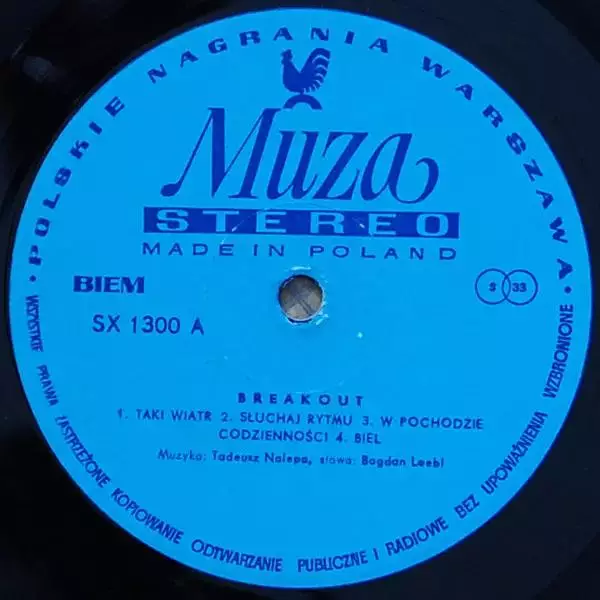 • POLSKIE NAGRANIA WARSZAWA •
Muza
STEREO
MADE IN POLAND
BIEM
S 33
SX 1300 A
BREAKOUT
1. TAKI WIATR 2. SŁUCHAJ RYTMU 3. W POCHODZIE
CODZIENNOŚCI 4. BIEL
Muzyka: Tadeusz Nalepa, słowa: Bogdan Loebl
WSZYSTKIE PRAWA ZASTRZEŻONE KOPIOWANIE ODTWARZANIE PUBLICZNE I RADIOWE BEZ UPOWAŻNIENIA WZBRONIONE